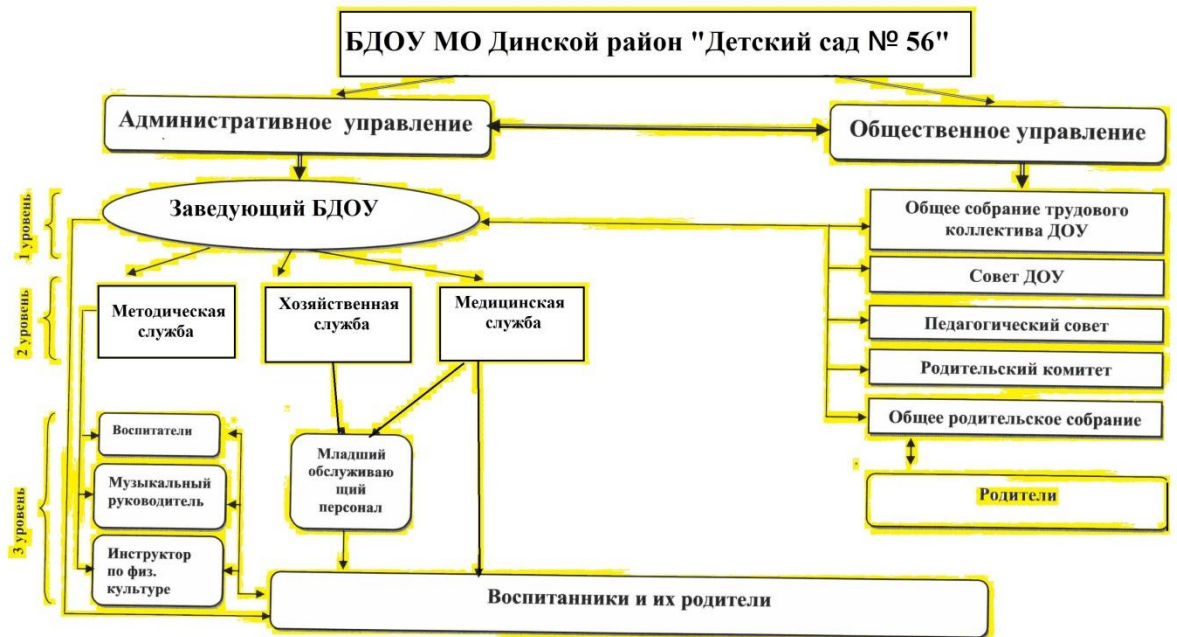 БДОУ МО Динской район "Детский сад № 56"
Административное управление
Общественное управление
1 уровень
Заведующий БДОУ
Общее собрание трудового
коллектива ДОУ
Совет ДОУ
2 уровень
Методическая
служба
Хозяйственная
служба
Медицинская
служба
Педагогический совет
Родительский комитет
Общее родительское собрание
3 уровень
Воспитатели
Музыкальный
руководитель
Инструктор
по физ.
культуре
Младший
обслуживаю
щий
персонал
Родители
Воспитанники и их родители